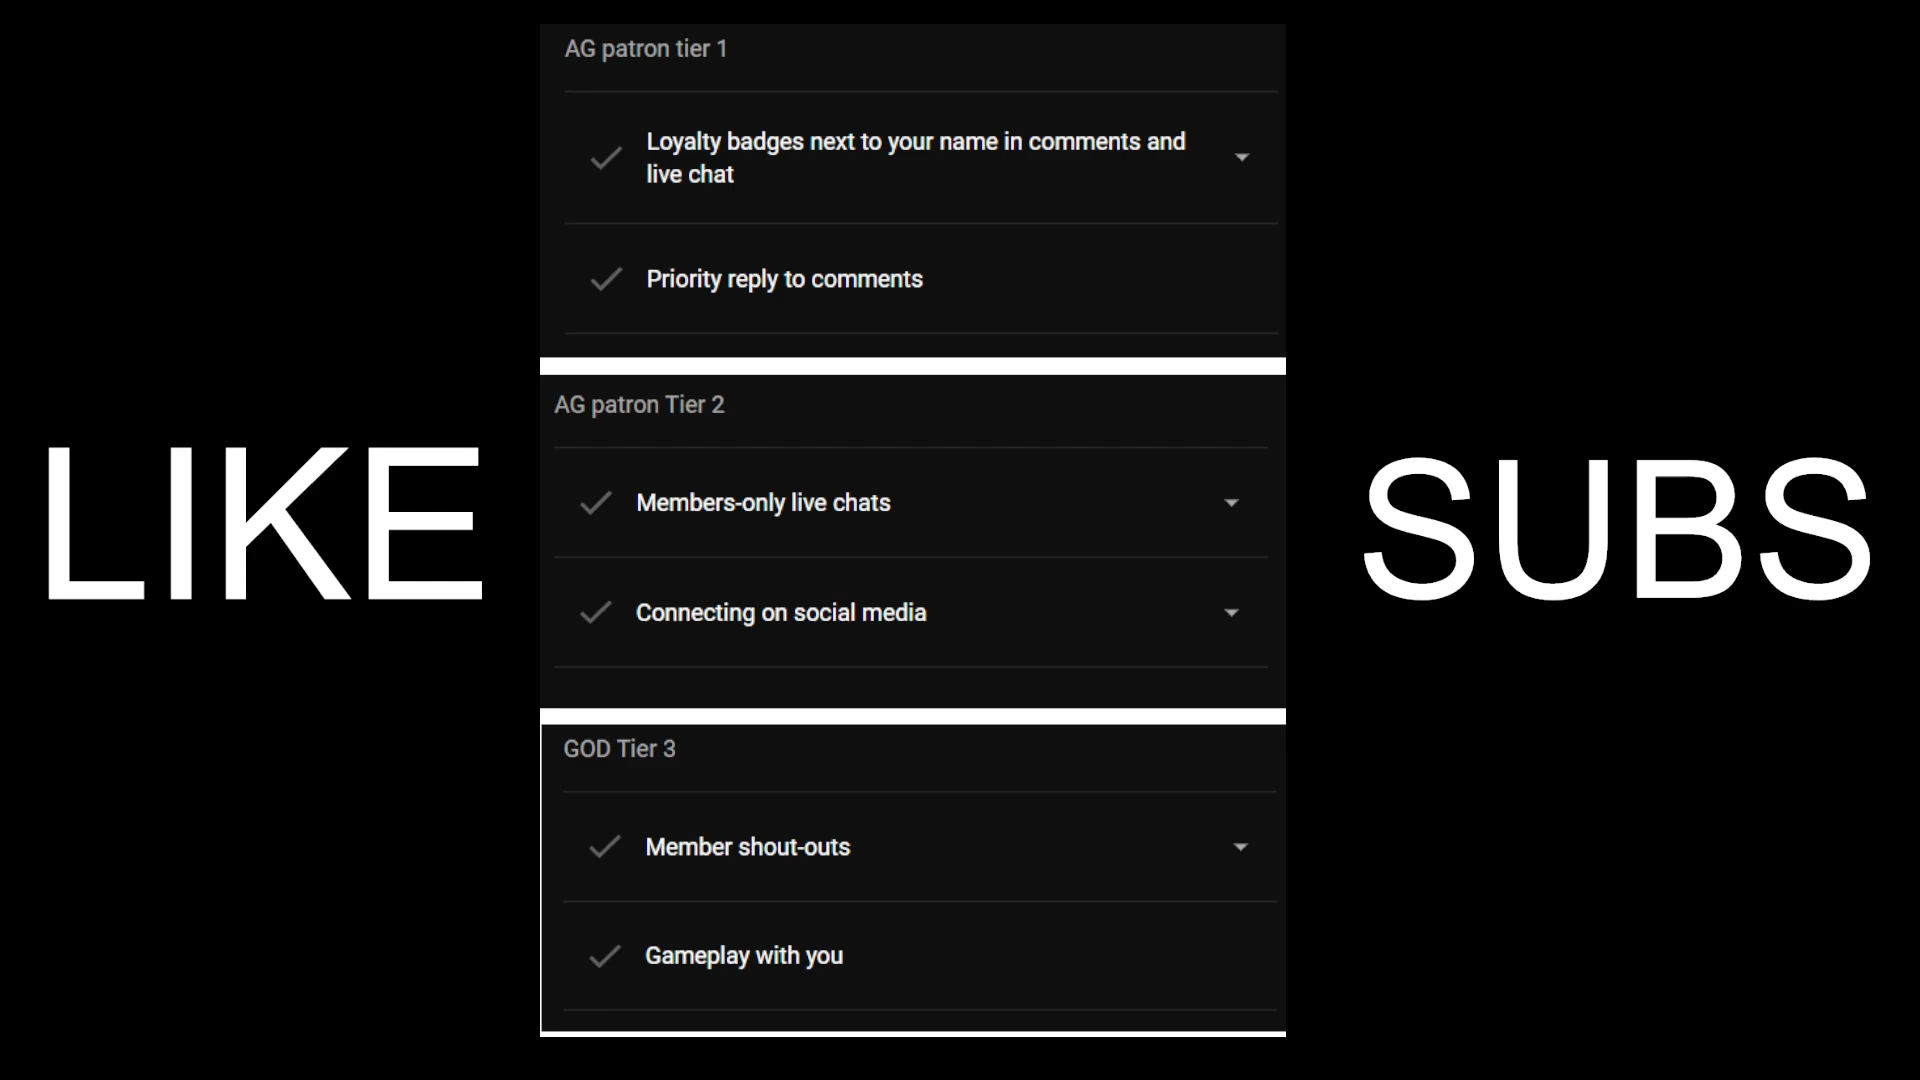 AG patron tier 1
Loyalty badges next to your name in comments and
live chat
Priority reply to comments
AG patron Tier 2
Members-only live chats
Connecting on social media
LIKE
SUBS
GOD Tier 3
Member shout-outs
Gameplay with you